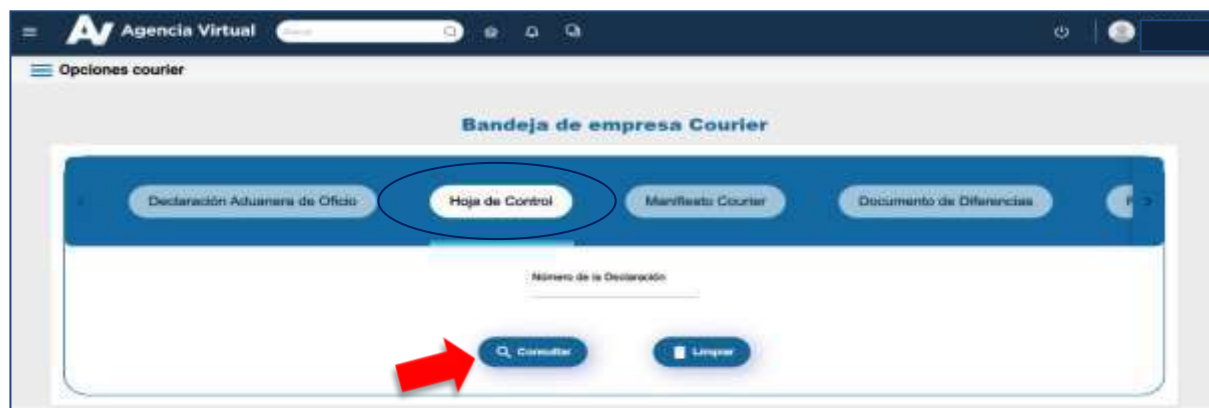 AV Agencia Virtual
Opciones courier
Bandeja de empresa Courier
Declaración Aduanera de Oficio Hoja de Control Manifiesto Courier Documento de Diferencias
Número de la Declaración
Consultar Limpiar